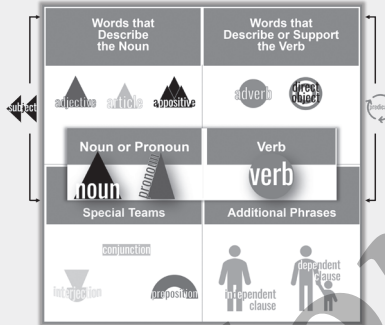 Words that
Describe
the Noun
Words that
Describe or Support
the Verb
adjective
article
appositive
adverb
direct
object
subject
Noun or Pronoun
Verb
noun
pronoun
verb
Special Teams
Additional Phrases
conjunction
interjection
preposition
independent
clause
dependent
clause